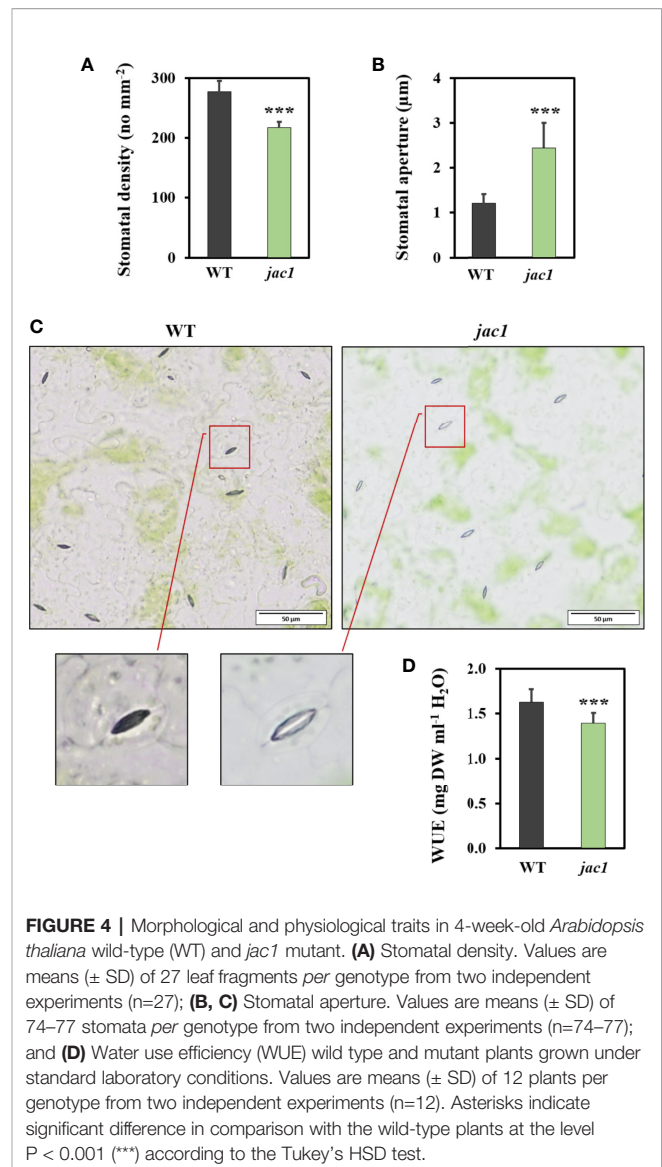 A
Stomatal density (no mm⁻²)
300
200
100
0
***
WT
jac1
B
Stomatal aperture (µm)
4
3
2
1
0
***
WT
jac1
C
WT
jac1
50 µm
50 µm
D
WUE (mg DW ml⁻¹ H₂O)
2.0
1.5
1.0
0.5
0.0
***
WT
jac1
FIGURE 4 | Morphological and physiological traits in 4-week-old Arabidopsis
thaliana wild-type (WT) and jac1 mutant. (A) Stomatal density. Values are
means (± SD) of 27 leaf fragments per genotype from two independent
experiments (n=27); (B, C) Stomatal aperture. Values are means (± SD) of
74–77 stomata per genotype from two independent experiments (n=74–77);
and (D) Water use efficiency (WUE) wild type and mutant plants grown under
standard laboratory conditions. Values are means (± SD) of 12 plants per
genotype from two independent experiments (n=12). Asterisks indicate
significant difference in comparison with the wild-type plants at the level
P < 0.001 (***) according to the Tukey's HSD test.